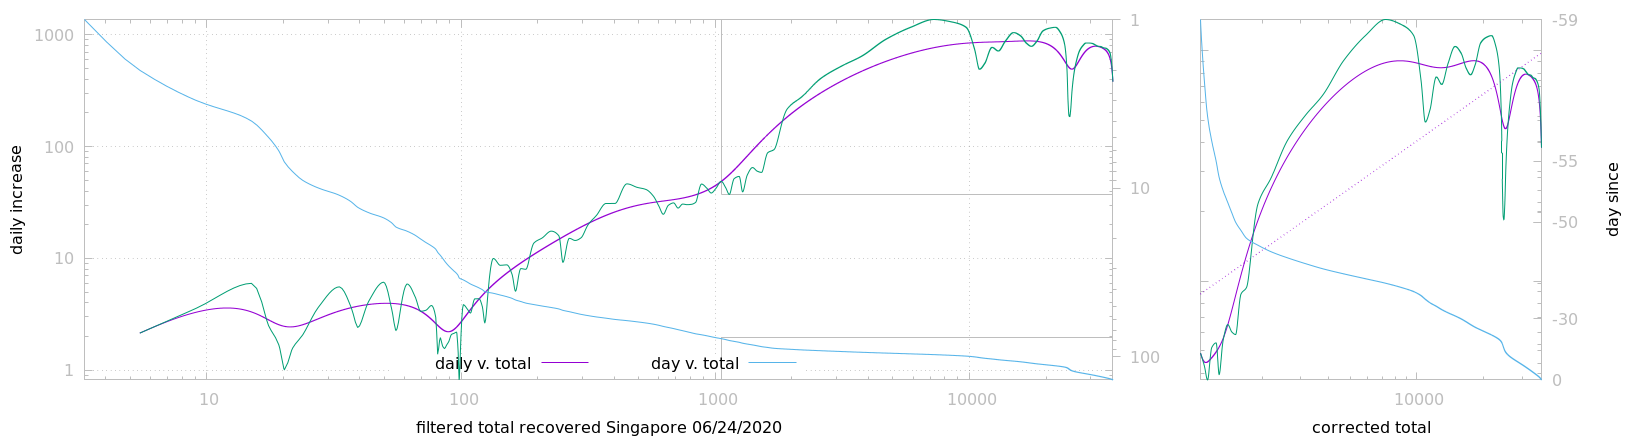 1000
100
10
1
daily increase
10
100
1000
10000
filtered total recovered Singapore 06/24/2020
daily v. total
day v. total
1
10
100
10000
corrected total
-59
-55
-50
-30
0
day since